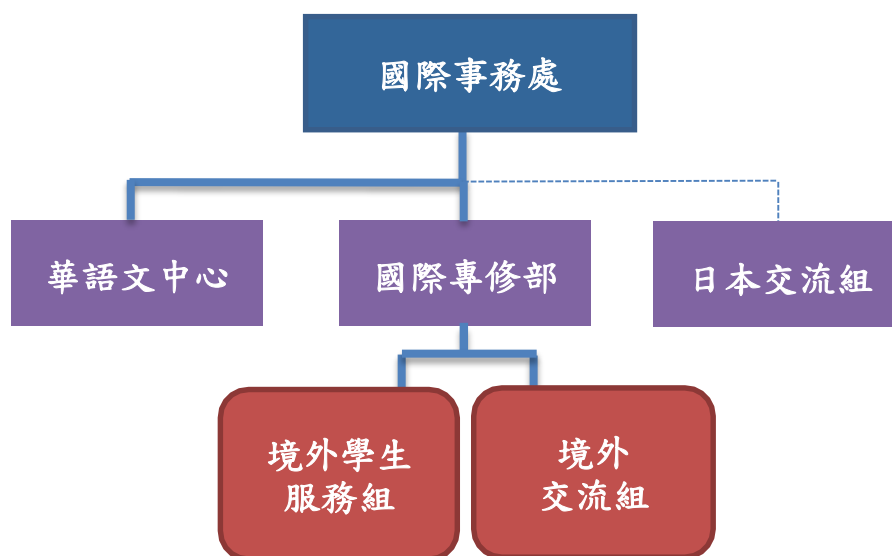 國際事務處
華語文中心
國際專修部
日本交流組
境外學生
服務組
境外
交流組